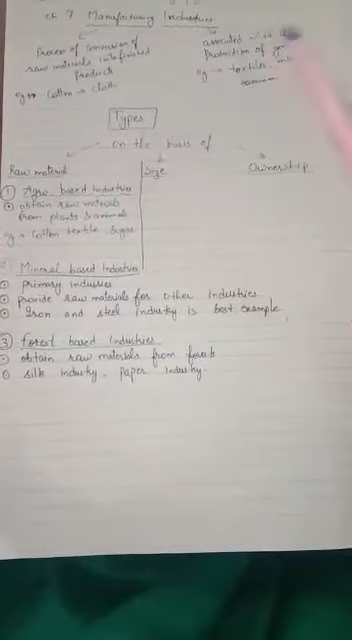 ch 7 Manufacturing Industries
Process of conversion of
raw materials into finished
Products
eg → Cotton → Cloth
associated with
Production of
eg → textiles,
Types
on the basis of
Raw material
Size
Ownership
① Agro based Industries
⊙ obtain raw materials
from plants & animals
eg → Cotton textile Sugar
Mineral based Industries
⊙ primary industries
⊙ provide raw materials for other Industries
⊙ Iron and steel Industry is best example
③ forest based Industries
⊙ obtain raw materials from forests
⊙ silk industry, Paper Industry